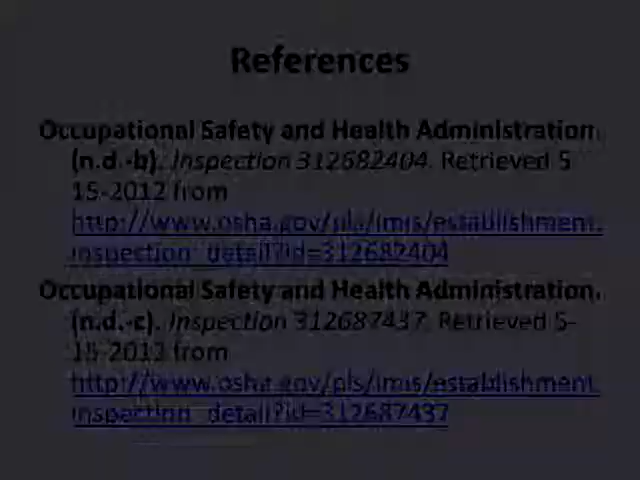 References
Occupational Safety and Health Administration.
(n.d.-b). Inspection 312682404. Retrieved 5-
15-2012 from
http://www.osha.gov/pls/imis/establishment.
inspection_detail?id=312682404
Occupational Safety and Health Administration.
(n.d.-c). Inspection 312687437. Retrieved 5-
15-2012 from
http://www.osha.gov/pls/imis/establishment.
inspection_detail?id=312687437